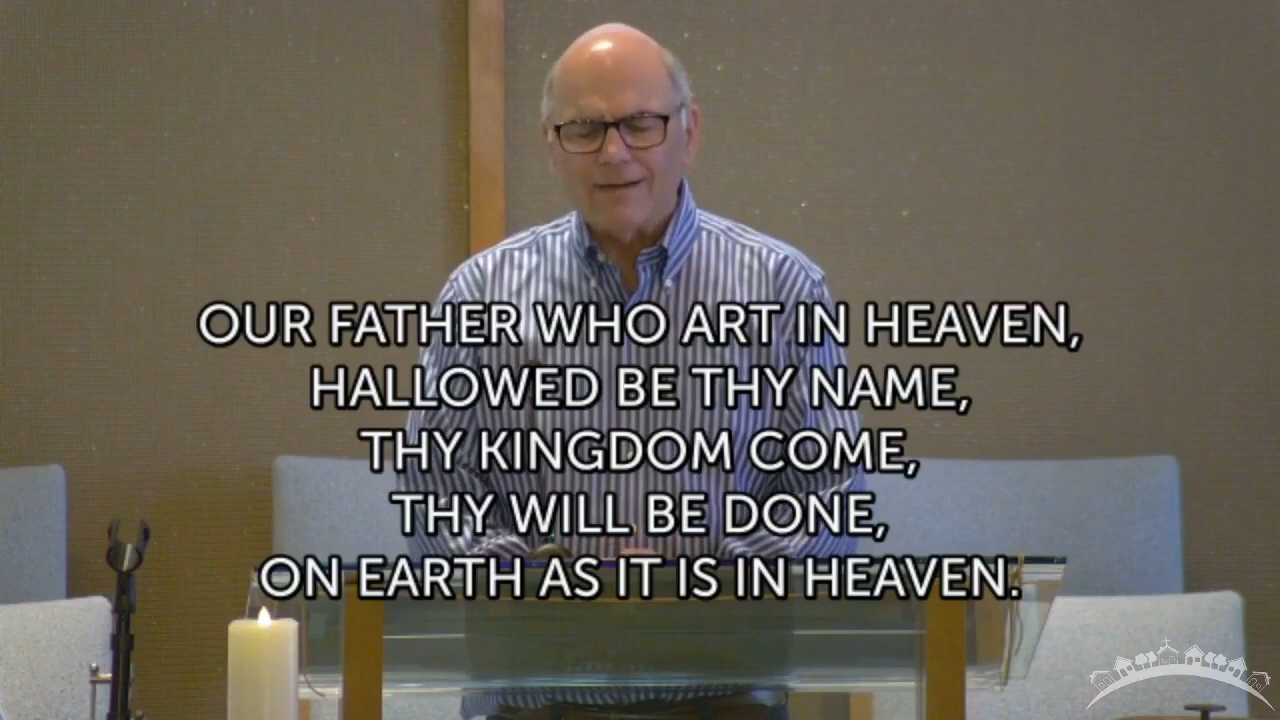 OUR FATHER WHO ART IN HEAVEN,
HALLOWED BE THY NAME,
THY KINGDOM COME,
THY WILL BE DONE,
ON EARTH AS IT IS IN HEAVEN.